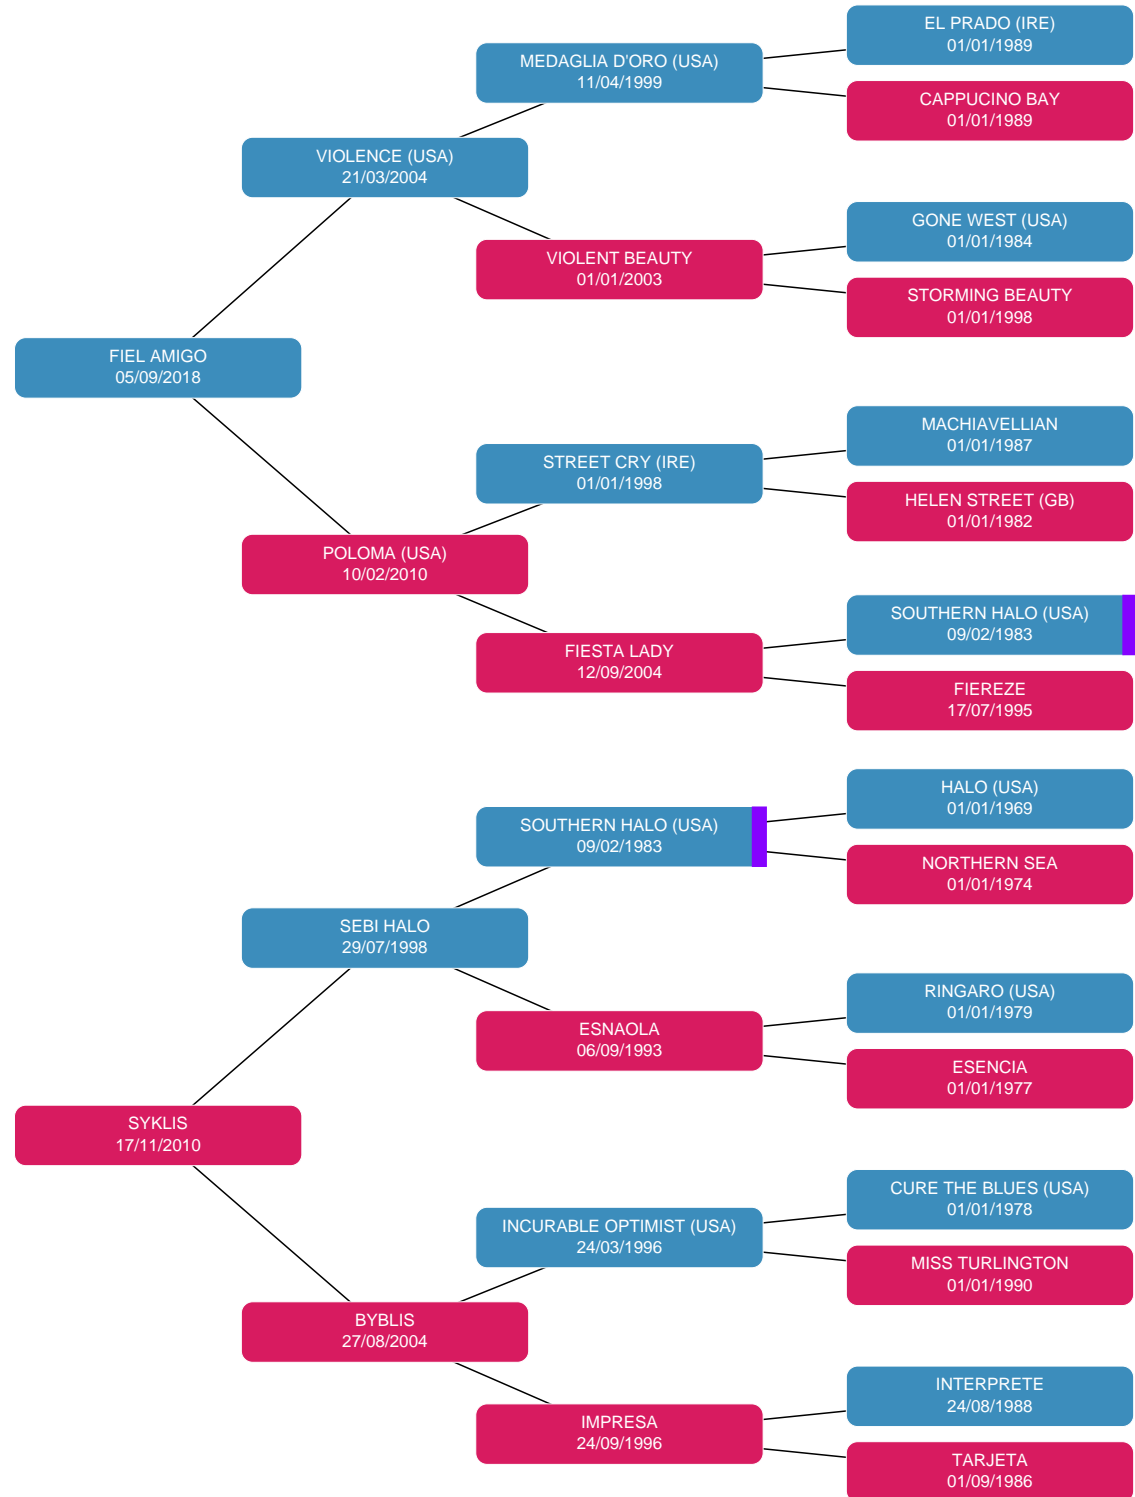 EL PRADO (IRE)
01/01/1989
MEDAGLIA D'ORO (USA)
11/04/1999
CAPPUCINO BAY
01/01/1989
VIOLENCE (USA)
21/03/2004
GONE WEST (USA)
01/01/1984
VIOLENT BEAUTY
01/01/2003
STORMING BEAUTY
01/01/1998
FIEL AMIGO
05/09/2018
MACHIAVELLIAN
01/01/1987
STREET CRY (IRE)
01/01/1998
HELEN STREET (GB)
01/01/1982
POLOMA (USA)
10/02/2010
SOUTHERN HALO (USA)
09/02/1983
FIESTA LADY
12/09/2004
FIEREZE
17/07/1995
HALO (USA)
01/01/1969
SOUTHERN HALO (USA)
09/02/1983
NORTHERN SEA
01/01/1974
SEBI HALO
29/07/1998
RINGARO (USA)
01/01/1979
ESNAOLA
06/09/1993
ESENCIA
01/01/1977
SYKLIS
17/11/2010
CURE THE BLUES (USA)
01/01/1978
INCURABLE OPTIMIST (USA)
24/03/1996
MISS TURLINGTON
01/01/1990
BYBLIS
27/08/2004
INTERPRETE
24/08/1988
IMPRESA
24/09/1996
TARJETA
01/09/1986